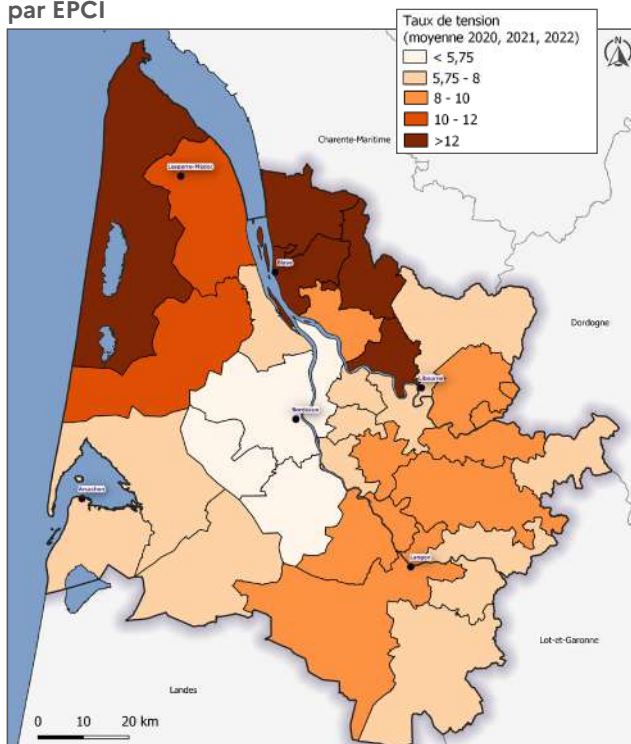 par EPCI
Taux de tension
(moyenne 2020, 2021, 2022)
< 5,75
5,75 - 8
8 - 10
10 - 12
>12
N
Charente-Maritime
Lesparre-Médoc
Blaye
Dordogne
Libourne
Bordeaux
Arcachon
Langon
Lot-et-Garonne
Landes
0 10 20 km